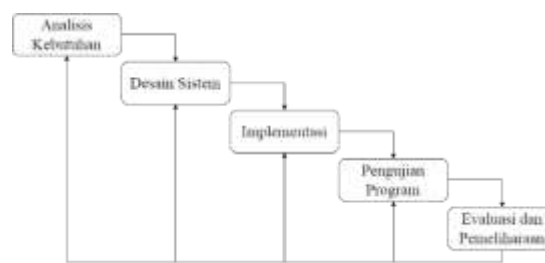 Analisis
Kebutuhan
Desain Sistem
Implementasi
Pengujian
Program
Evaluasi dan
Pemeliharaan